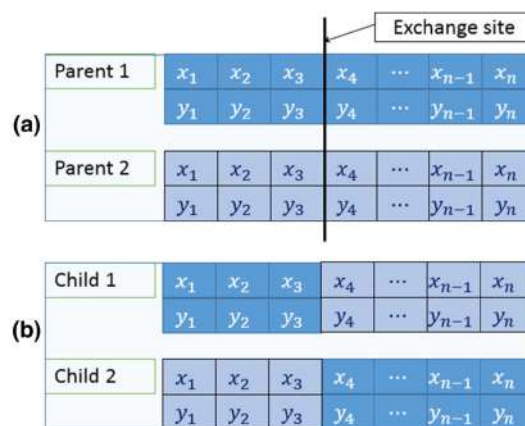 Exchange site
Parent 1 x₁ x₂ x₃ x₄ ⋯ xₙ₋₁ xₙ
y₁ y₂ y₃ y₄ ⋯ yₙ₋₁ yₙ
(a)
Parent 2 x₁ x₂ x₃ x₄ ⋯ xₙ₋₁ xₙ
y₁ y₂ y₃ y₄ ⋯ yₙ₋₁ yₙ
Child 1 x₁ x₂ x₃ x₄ ⋯ xₙ₋₁ xₙ
y₁ y₂ y₃ y₄ ⋯ yₙ₋₁ yₙ
(b)
Child 2 x₁ x₂ x₃ x₄ ⋯ xₙ₋₁ xₙ
y₁ y₂ y₃ y₄ ⋯ yₙ₋₁ yₙ